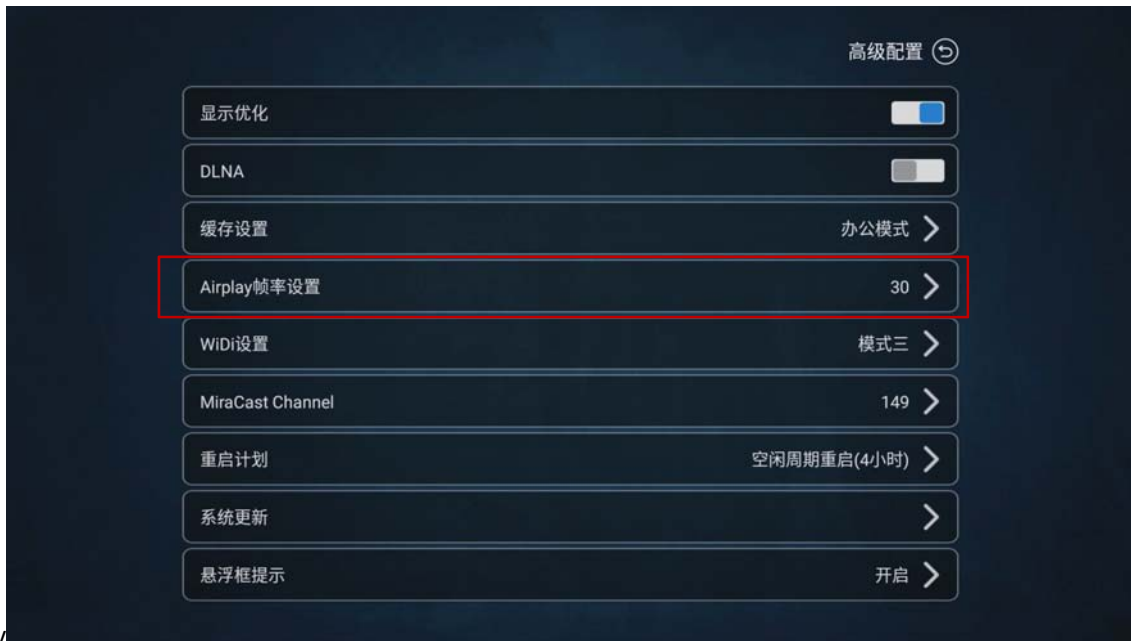 高级配置
显示优化
DLNA
缓存设置 办公模式
Airplay帧率设置 30
WiDi设置 模式三
MiraCast Channel 149
重启计划 空闲周期重启(4小时)
系统更新
悬浮框提示 开启
/